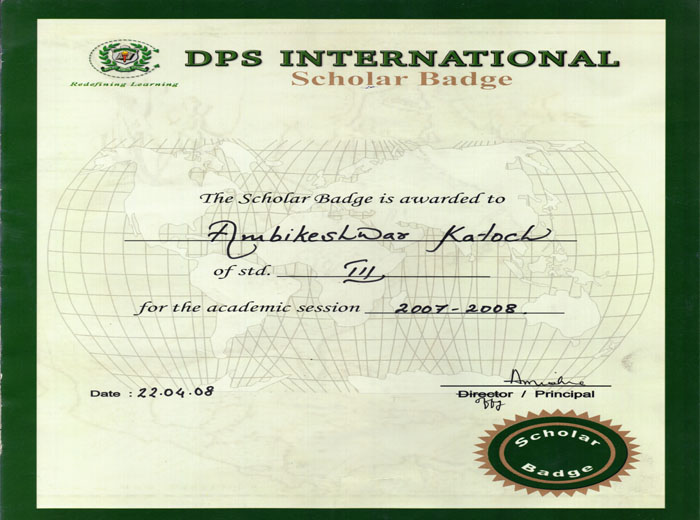 DPS INTERNATIONAL
Redefining Learning
Scholar Badge
The Scholar Badge is awarded to
Ambikeshwar Katoch
of std. III
for the academic session 2007-2008.
Date : 22.04.08
Director / Principal
Scholar
Badge